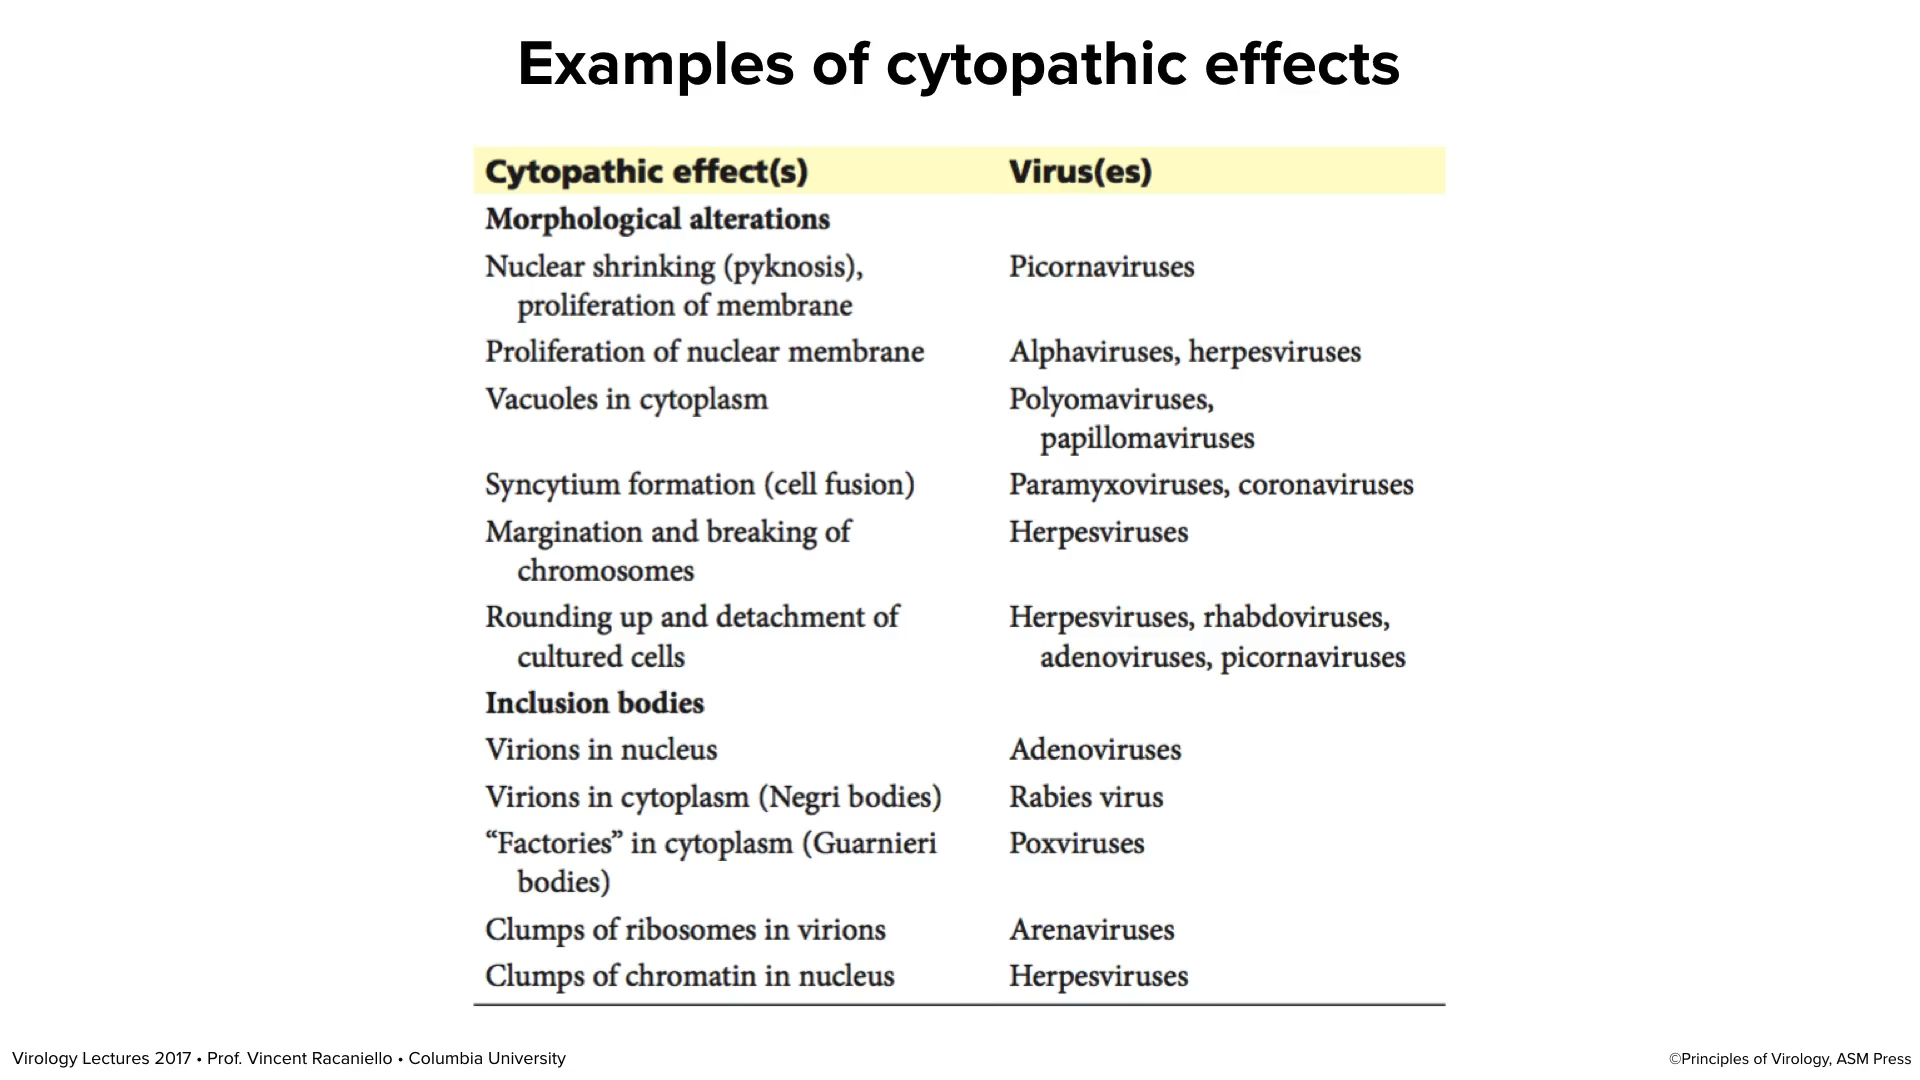 Examples of cytopathic effects
Cytopathic effect(s) Virus(es)
Morphological alterations
Nuclear shrinking (pyknosis), Picornaviruses
proliferation of membrane
Proliferation of nuclear membrane Alphaviruses, herpesviruses
Vacuoles in cytoplasm Polyomaviruses,
papillomaviruses
Syncytium formation (cell fusion) Paramyxoviruses, coronaviruses
Margination and breaking of Herpesviruses
chromosomes
Rounding up and detachment of Herpesviruses, rhabdoviruses,
cultured cells adenoviruses, picornaviruses
Inclusion bodies
Virions in nucleus Adenoviruses
Virions in cytoplasm (Negri bodies) Rabies virus
“Factories” in cytoplasm (Guarnieri Poxviruses
bodies)
Clumps of ribosomes in virions Arenaviruses
Clumps of chromatin in nucleus Herpesviruses
Virology Lectures 2017 • Prof. Vincent Racaniello • Columbia University ©Principles of Virology, ASM Press